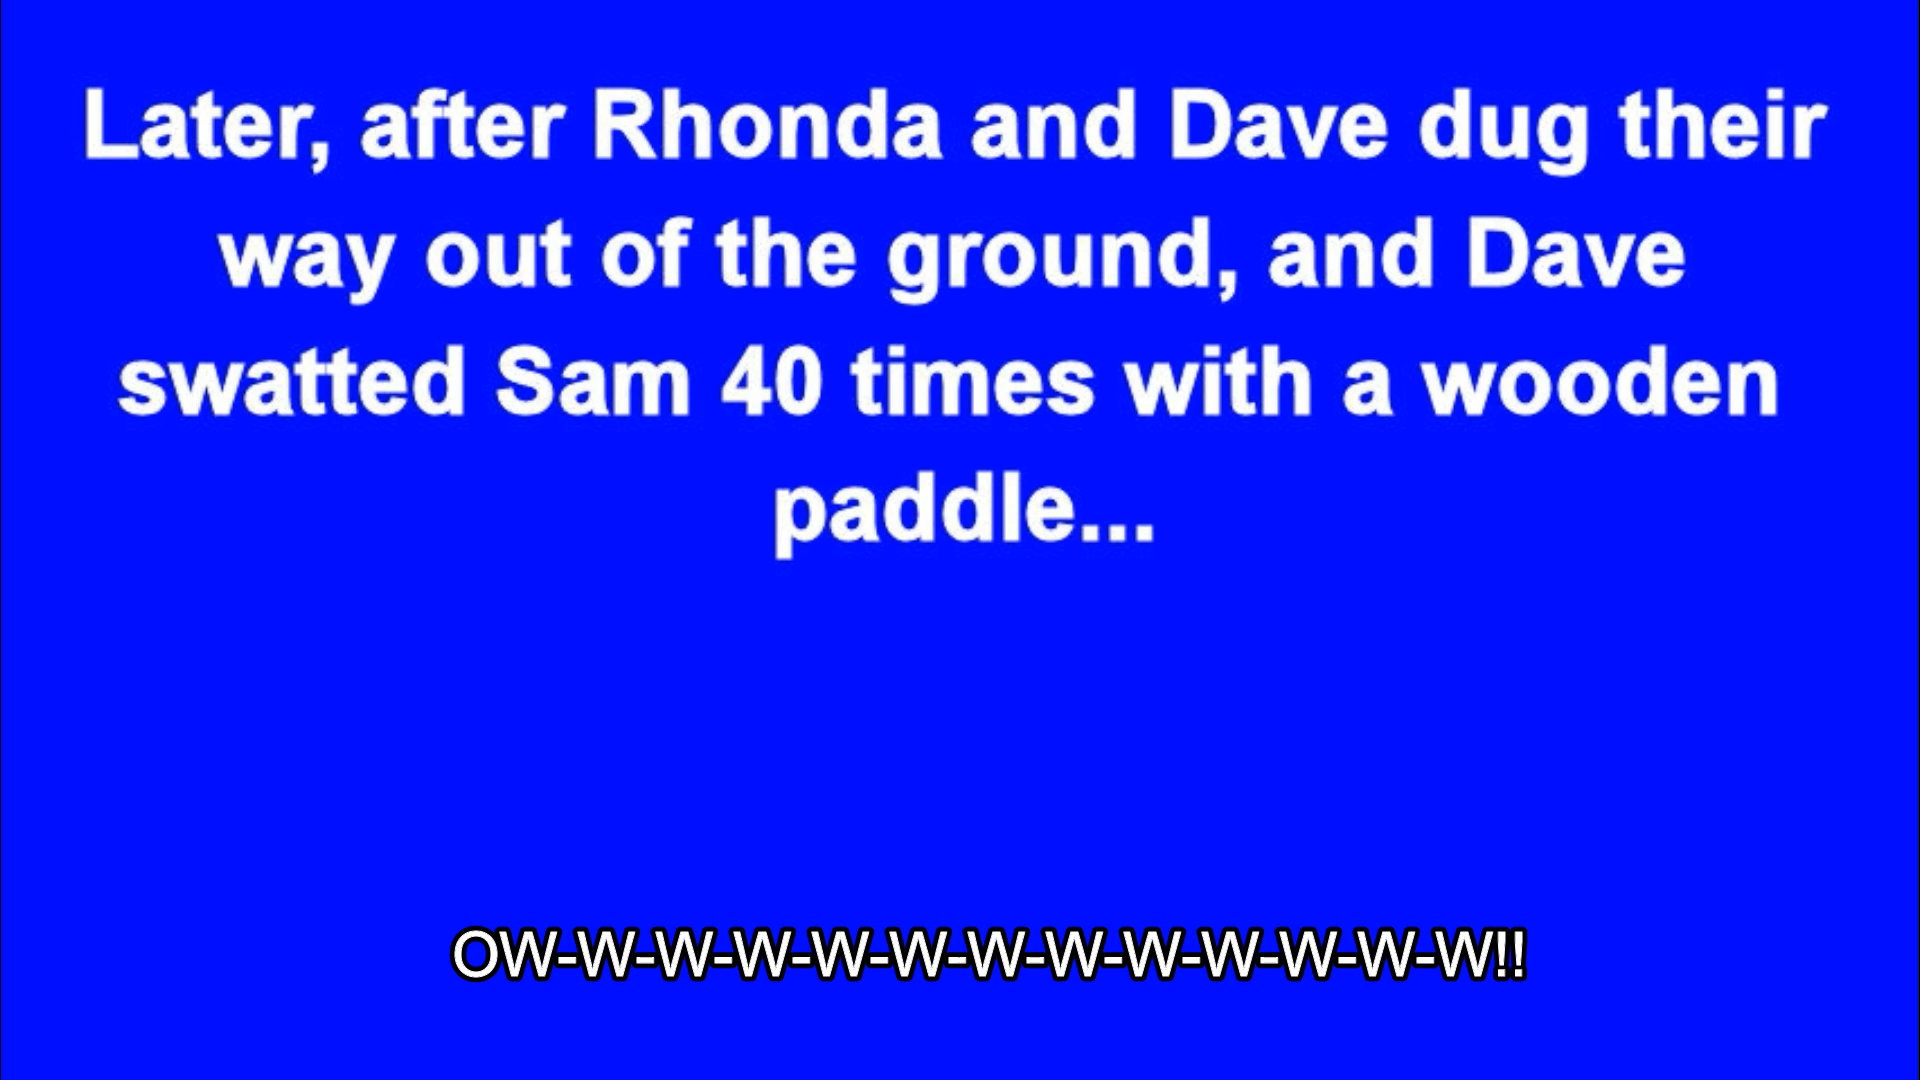 Later, after Rhonda and Dave dug their
way out of the ground, and Dave
swatted Sam 40 times with a wooden
paddle...
OW-W-W-W-W-W-W-W-W-W-W-W-W!!